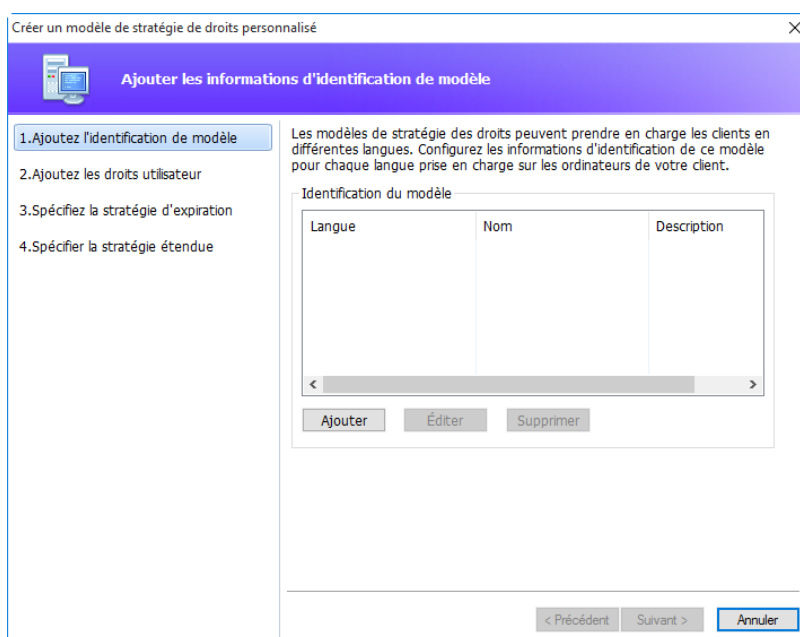 Créer un modèle de stratégie de droits personnalisé
Ajouter les informations d'identification de modèle
1.Ajoutez l'identification de modèle
2.Ajoutez les droits utilisateur
3.Spécifiez la stratégie d'expiration
4.Spécifier la stratégie étendue
Les modèles de stratégie des droits peuvent prendre en charge les clients en
différentes langues. Configurez les informations d'identification de ce modèle
pour chaque langue prise en charge sur les ordinateurs de votre client.
Identification du modèle
Langue Nom Description
Ajouter Éditer Supprimer
< Précédent Suivant > Annuler